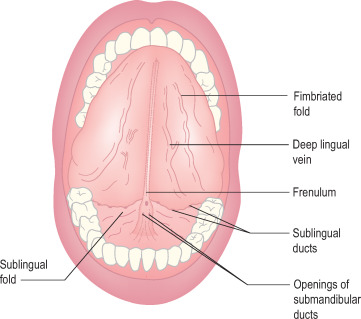 Fimbriated
fold
Deep lingual
vein
Frenulum
Sublingual
ducts
Sublingual
fold
Openings of
submandibular
ducts